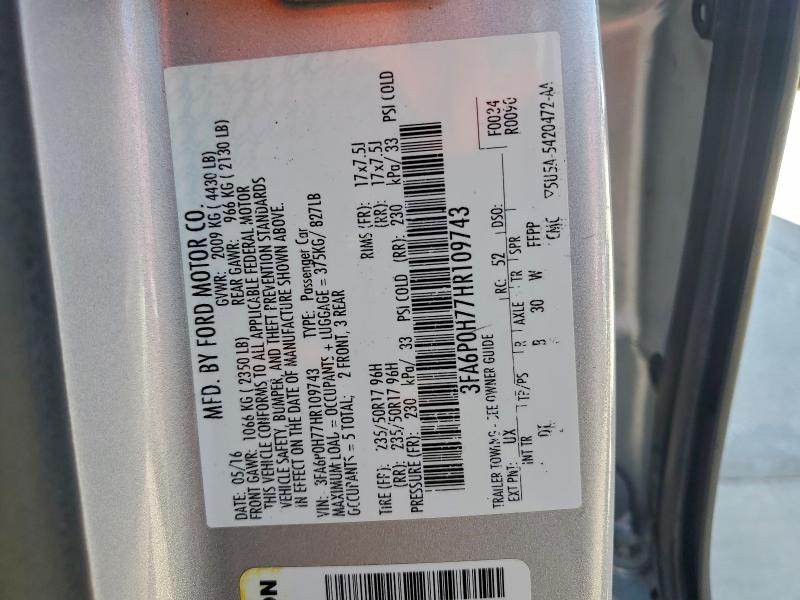 MFD. BY FORD MOTOR CO.
DATE: 05/16 GVWR: 2009 KG ( 4430 LB)
FRONT GAWR: 1066 KG ( 2350 LB) REAR GAWR: 966 KG ( 2130 LB)
THIS VEHICLE CONFORMS TO ALL APPLICABLE FEDERAL MOTOR
VEHICLE SAFETY, BUMPER, AND THEFT PREVENTION STANDARDS
IN EFFECT ON THE DATE OF MANUFACTURE SHOWN ABOVE.
VIN: 3FA6P0H77HR109743 TYPE: Passenger Car
MAXIMUM LOAD = OCCUPANTS + LUGGAGE = 375KG/ 827LB
OCCUPANTS = 5 TOTAL; 2 FRONT, 3 REAR
TIRE (FR): 235/50R17 96H RIMS (FR): 17x7.5J
(RR): 235/50R17 96H (RR): 17x7.5J
PRESSURE (FR): 230 kPa/ 33 PSI COLD (RR): 230 kPa/ 33 PSI COLD
3FA6P0H77HR109743
F0034
R0090
TRAILER TOWING - SEE OWNER GUIDE
EXT PNT: UX RC: 52 DSO:
INT TR TP/PS R AXLE TR SPR
B 30 W FFPP
CMC 5U5A-5420472-AA
ON